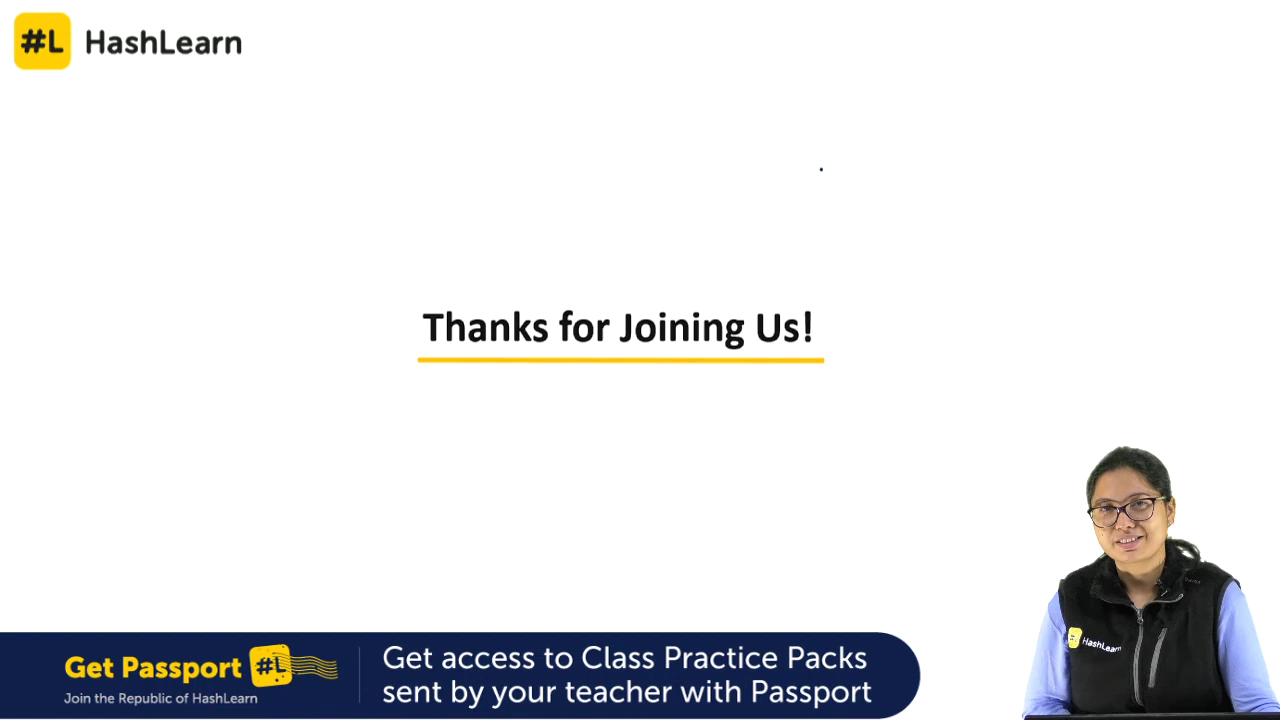 #L HashLearn
Thanks for Joining Us!
HashLearn
Get Passport #L
Join the Republic of HashLearn
Get access to Class Practice Packs
sent by your teacher with Passport